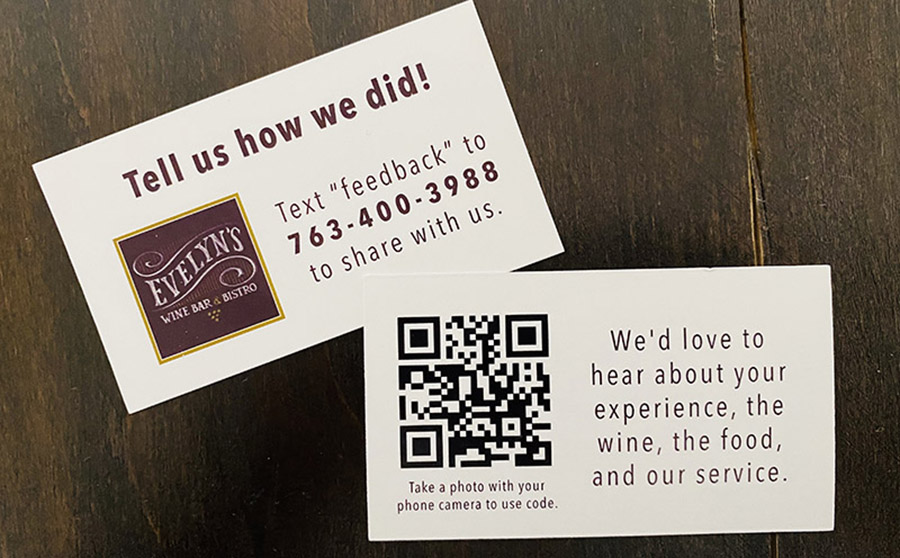 Tell us how we did!
EVELYN'S
WINE BAR & BISTRO
Text "feedback" to
763-400-3988
to share with us.
Take a photo with your
phone camera to use code.
We'd love to
hear about your
experience, the
wine, the food,
and our service.